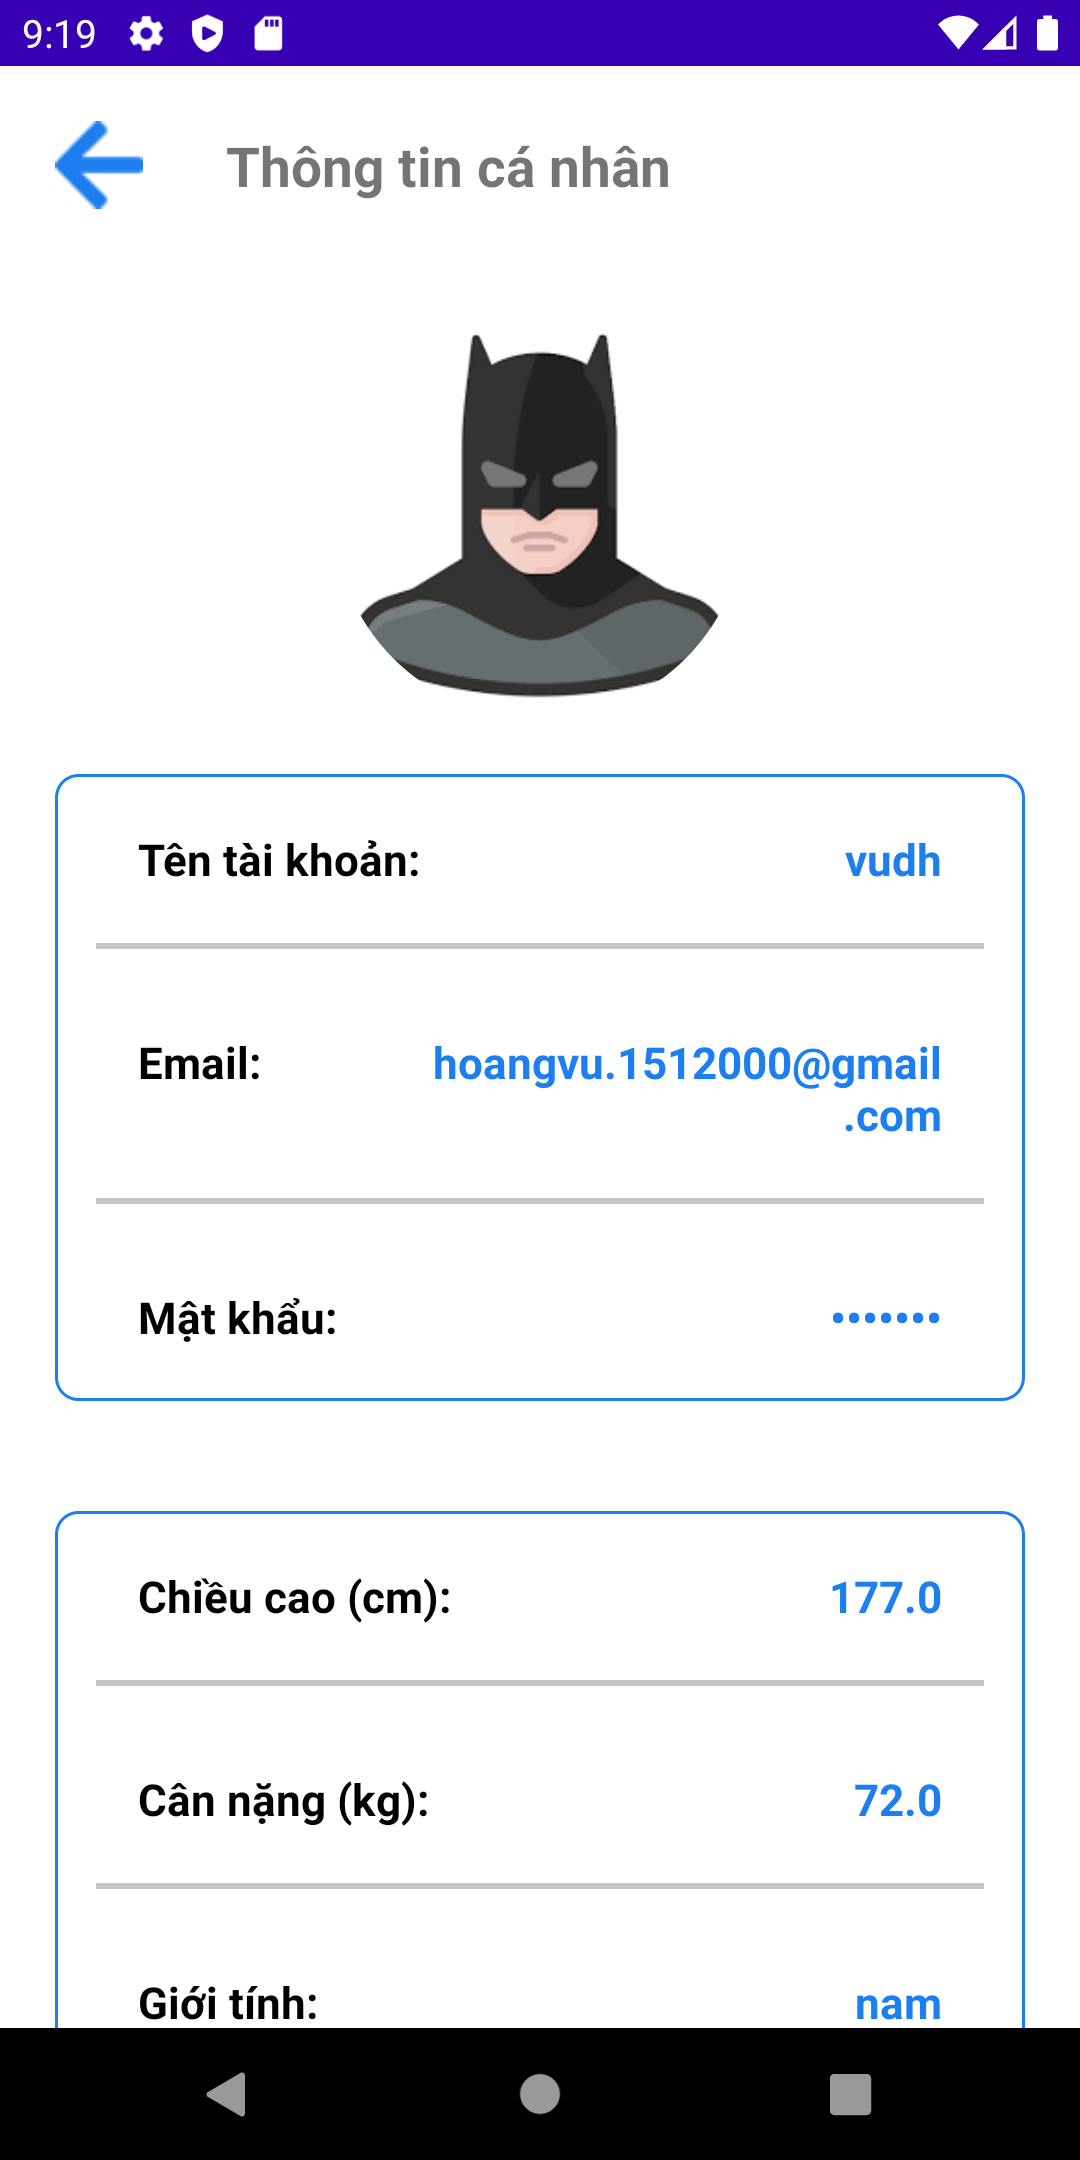 9:19
Thông tin cá nhân
Tên tài khoản: vudh
Email: hoangvu.1512000@gmail
.com
Mật khẩu: •••••••
Chiều cao (cm): 177.0
Cân nặng (kg): 72.0
Giới tính: nam